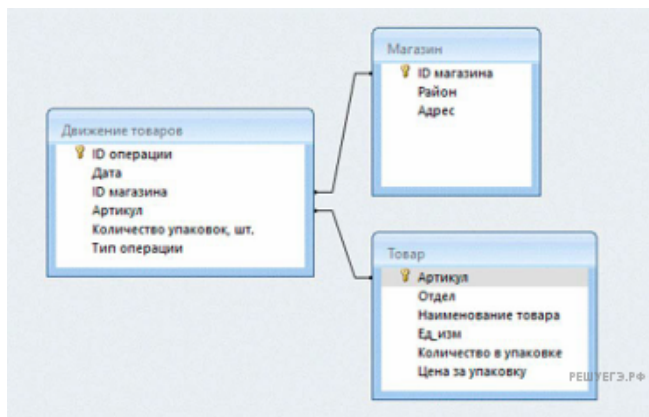 Магазин
ID магазина
Район
Адрес
Движение товаров
ID операции
Дата
ID магазина
Артикул
Количество упаковок, шт.
Тип операции
Товар
Артикул
Отдел
Наименование товара
Ед_изм
Количество в упаковке
Цена за упаковку
РЕШУЕГЭ.РФ